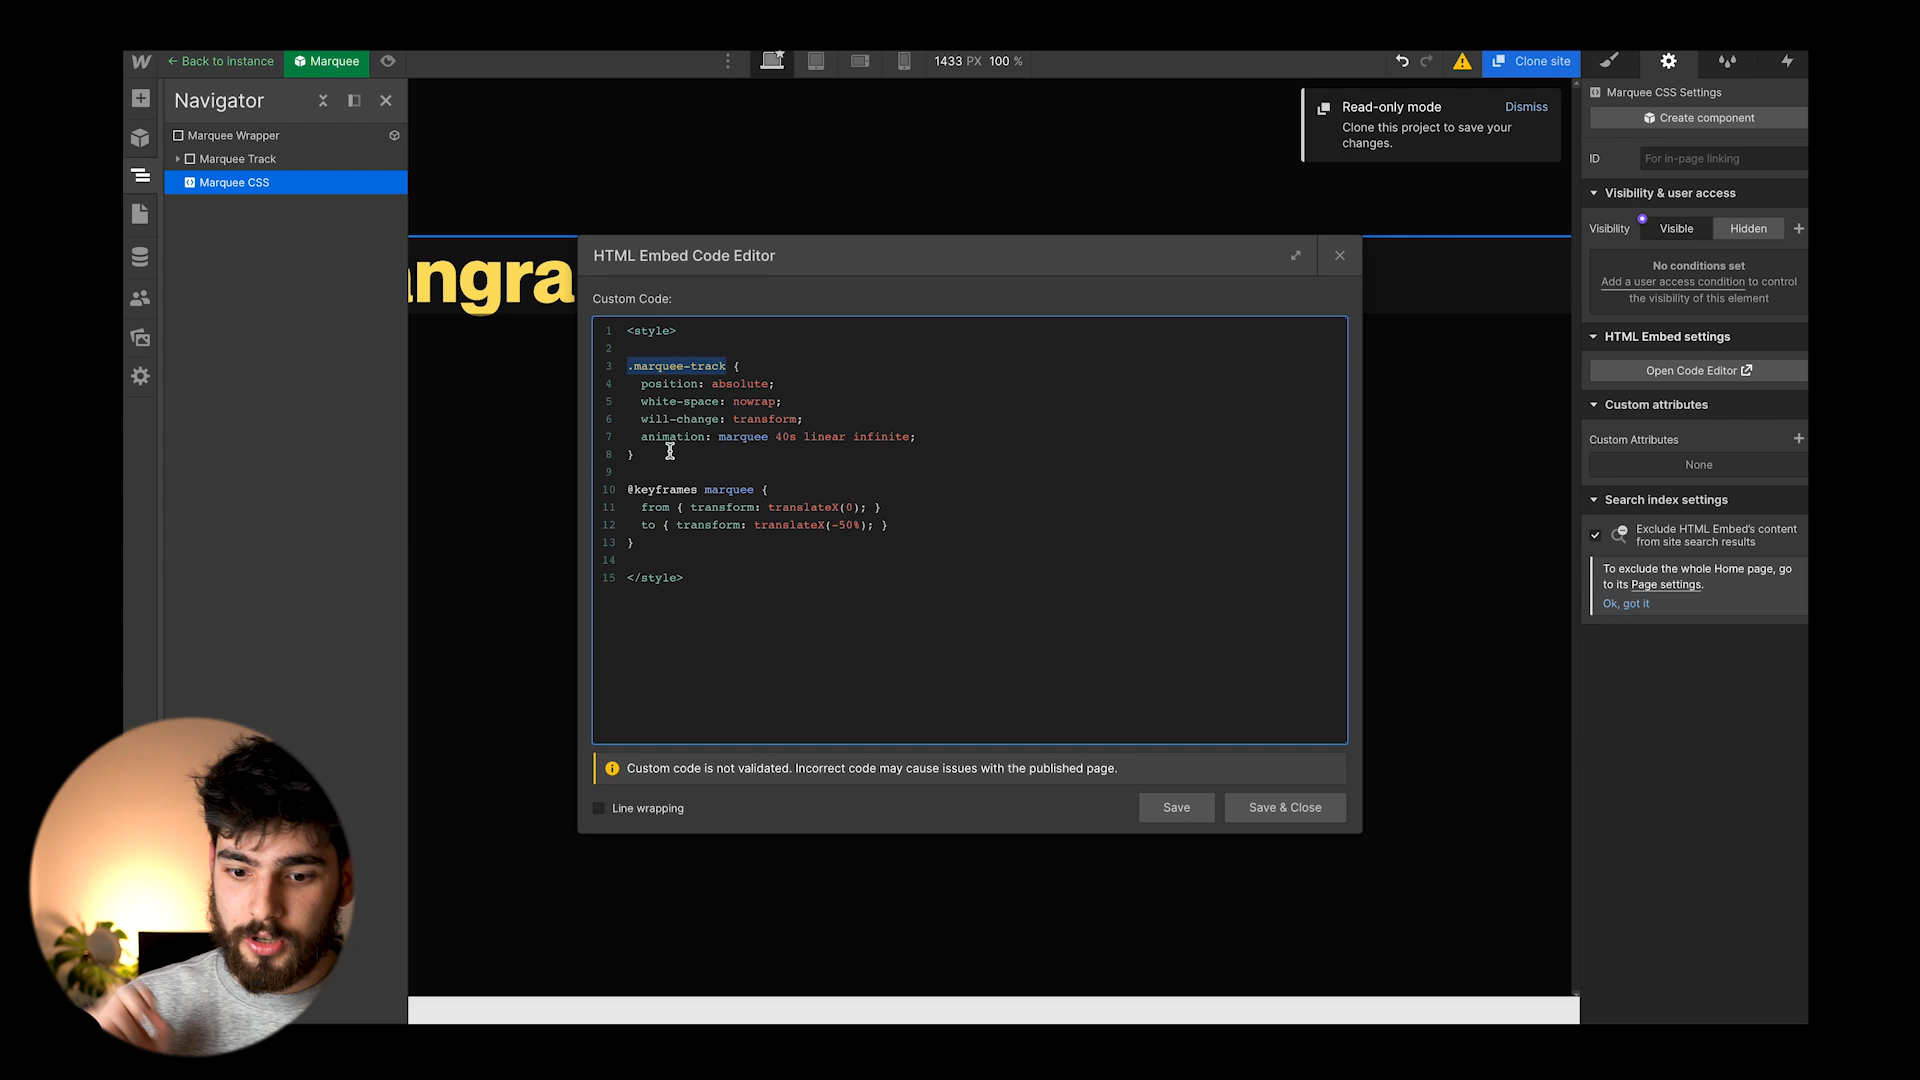 Back to instance
Marquee
1433 PX 100 %
Clone site
Navigator
Marquee Wrapper
Marquee Track
Marquee CSS
Read-only mode
Dismiss
Clone this project to save your
changes.
Marquee CSS Settings
Create component
ID
For in-page linking
Visibility & user access
Visibility
Visible
Hidden
No conditions set
Add a user access condition to control
the visibility of this element
HTML Embed settings
Open Code Editor
Custom attributes
Custom Attributes
None
Search index settings
Exclude HTML Embed's content
from site search results
To exclude the whole Home page, go
to its Page settings.
Ok, got it
ngra
HTML Embed Code Editor
Custom Code:
1 <style>
2
3 .marquee-track {
4 position: absolute;
5 white-space: nowrap;
6 will-change: transform;
7 animation: marquee 40s linear infinite;
8 }
9
10 @keyframes marquee {
11 from { transform: translateX(0); }
12 to { transform: translateX(-50%); }
13 }
14
15 </style>
Custom code is not validated. Incorrect code may cause issues with the published page.
Line wrapping
Save
Save & Close